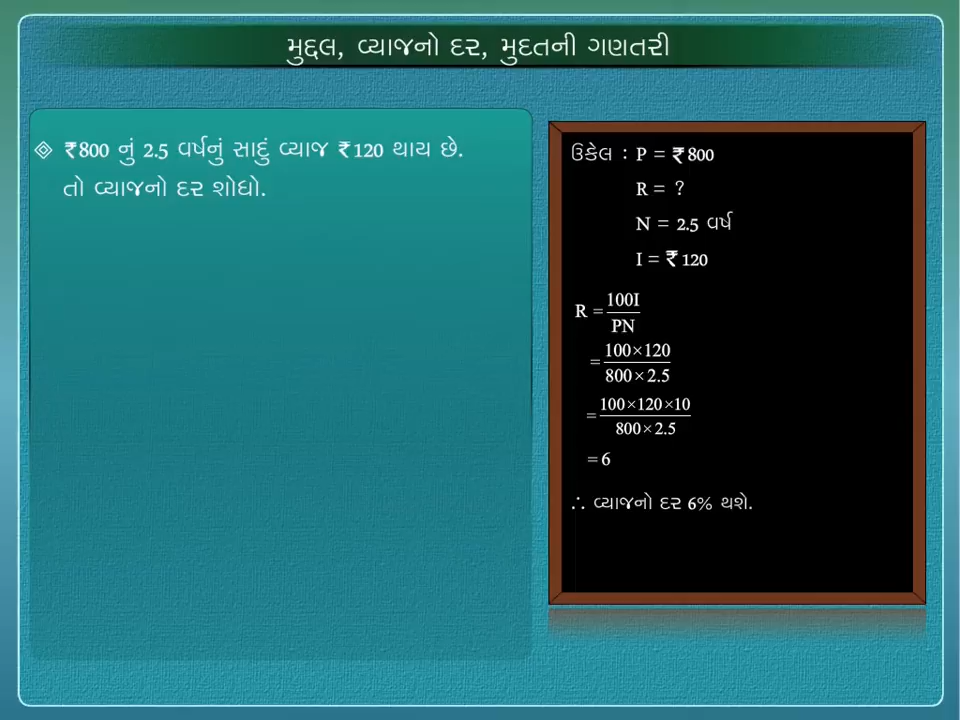 મુદ્દલ, વ્યાજનો દર, મુદતની ગણતરી
₹800 નું 2.5 વર્ષનું સાદું વ્યાજ ₹120 થાય છે.
તો વ્યાજનો દર શોધો.
ઉકેલ : P = ₹800
R = ?
N = 2.5 વર્ષ
I = ₹120
R = 100I / PN
= 100×120 / 800×2.5
= 100×120×10 / 800×2.5
= 6
∴ વ્યાજનો દર 6% થશે.